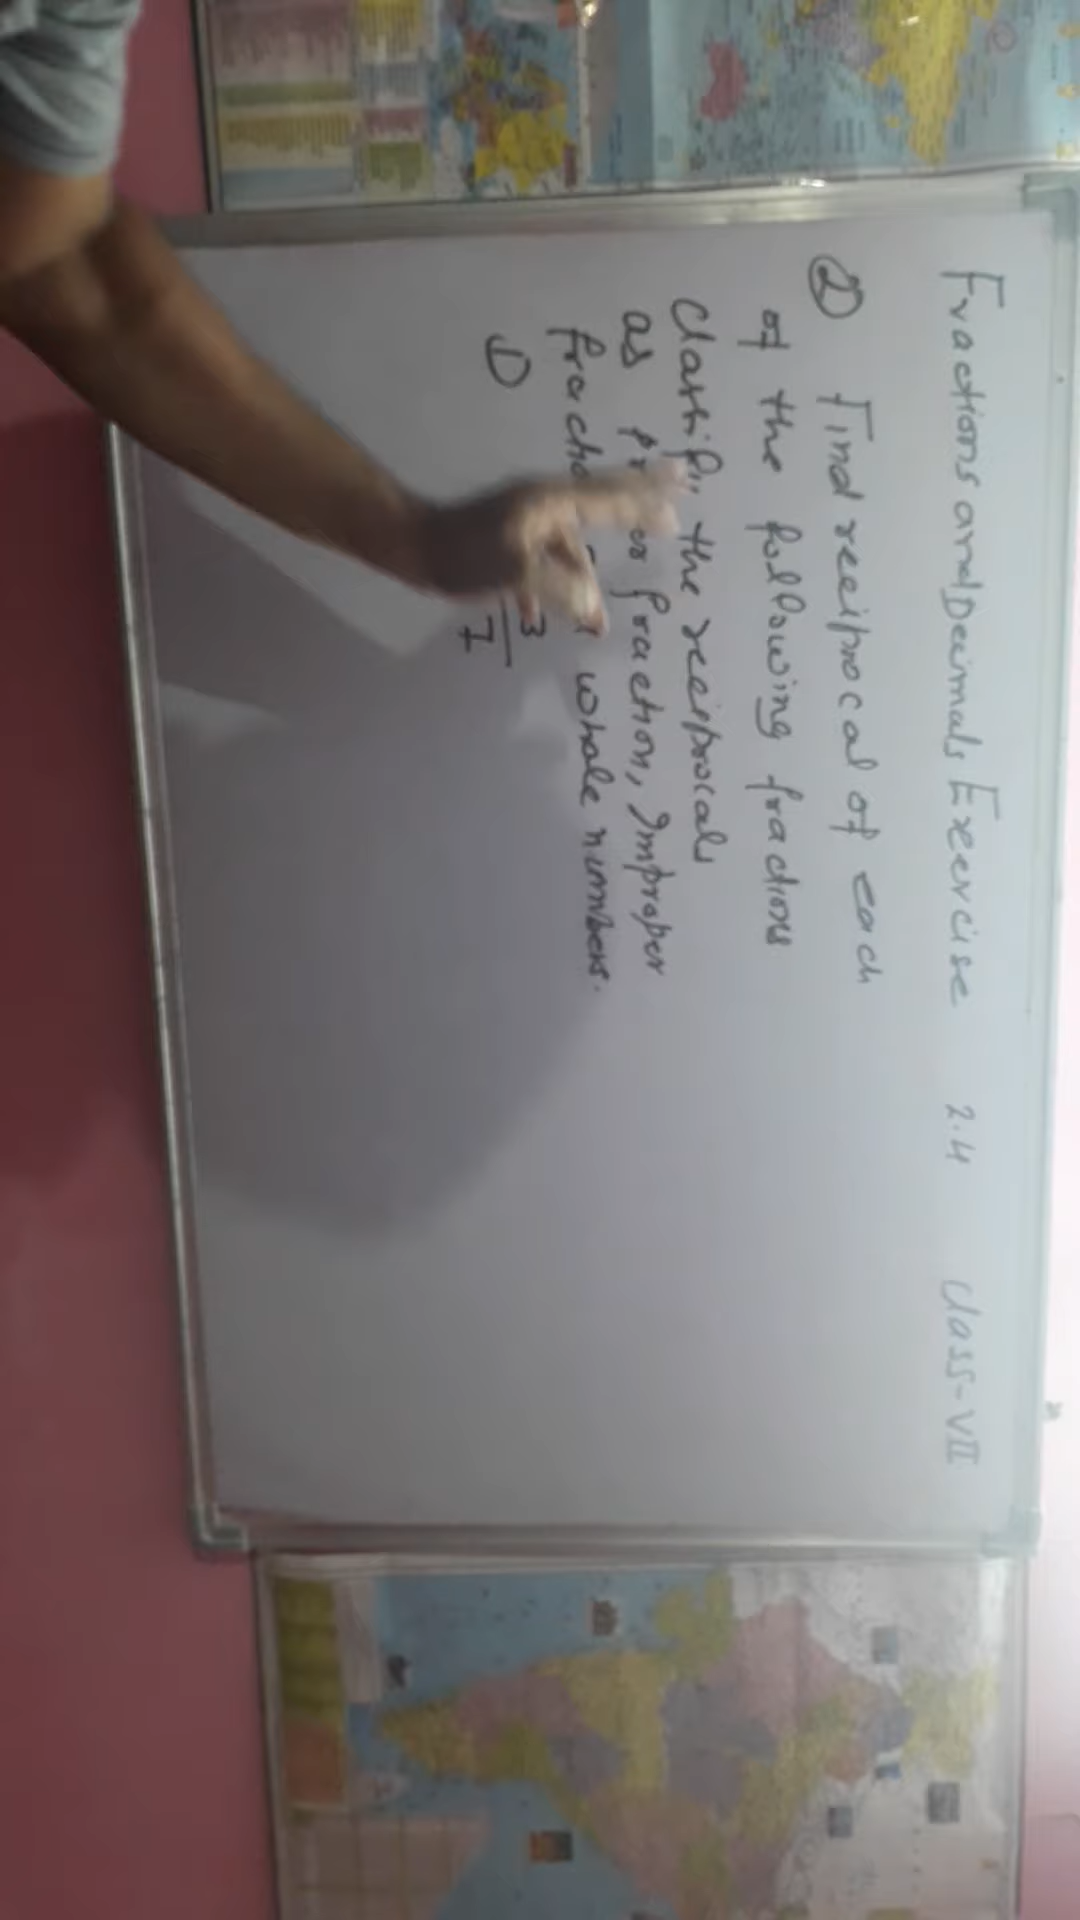 Fractions and Decimals Exercise 2.4 Class-VII
② Find reciprocal of each
of the following fractions
Classify the reciprocals
as fraction, Improper
whole numbers.
①
3
7